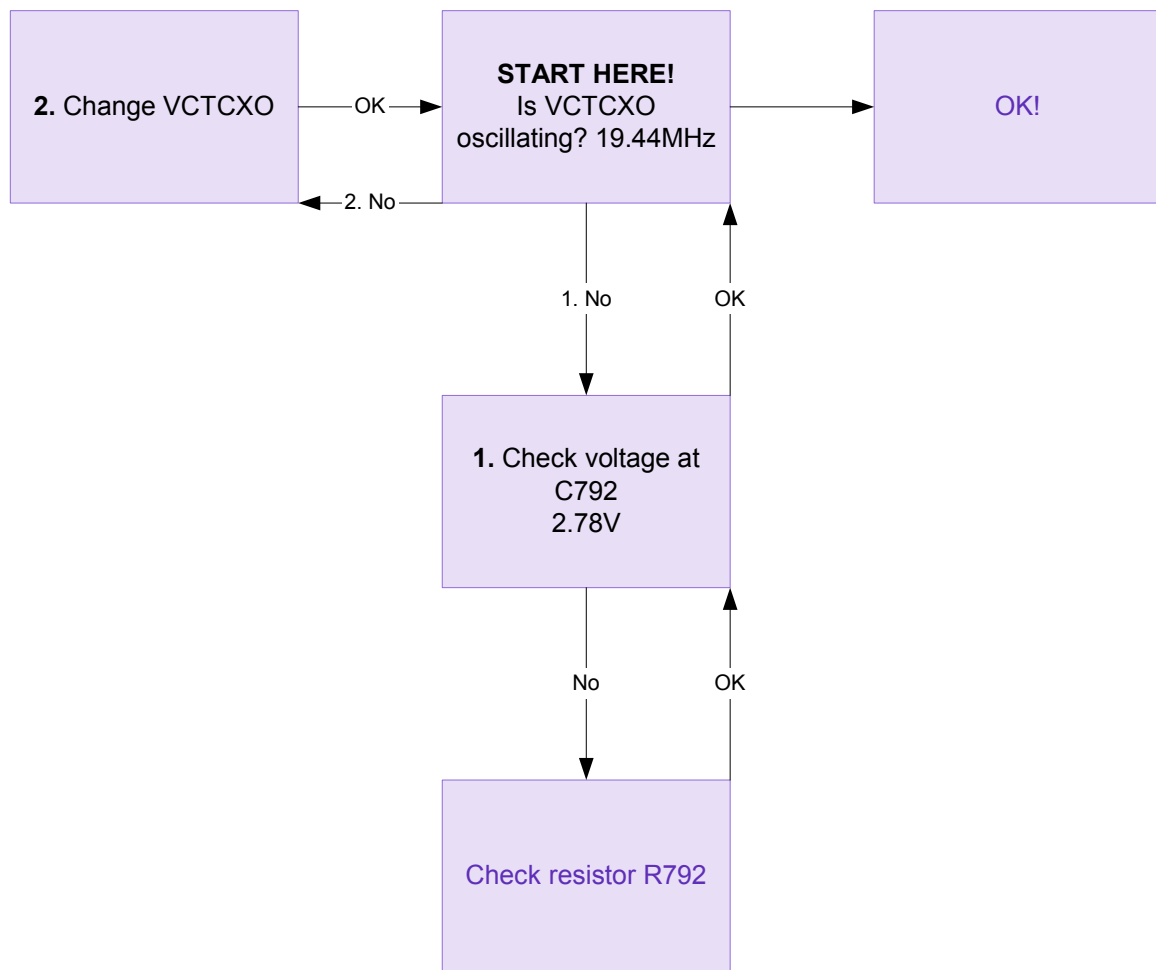 2. Change VCTCXO
OK
START HERE!
Is VCTCXO
oscillating? 19.44MHz
OK!
2. No
1. No
OK
1. Check voltage at
C792
2.78V
No
OK
Check resistor R792